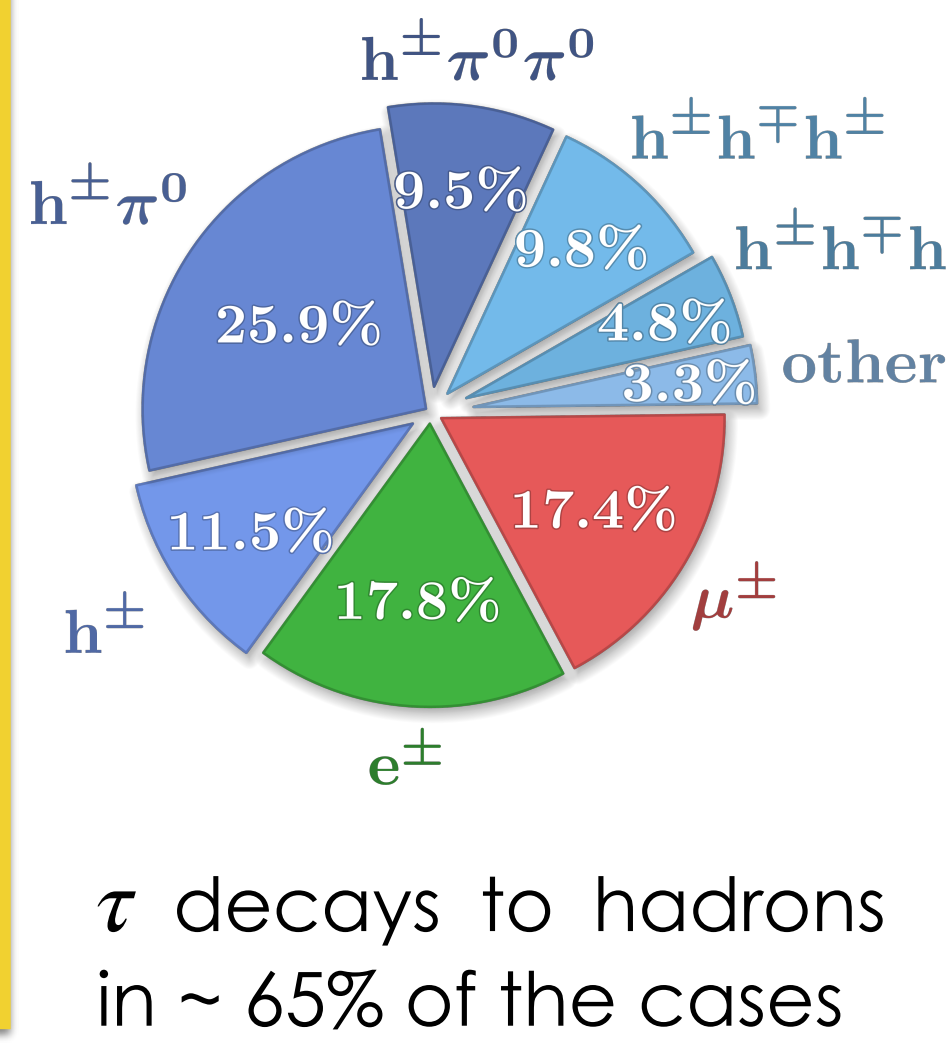 h±π⁰π⁰
h±h∓h±
h±π⁰
9.5%
9.8%
h±h∓h
25.9%
4.8%
other
3.3%
17.4%
11.5%
17.8%
μ±
h±
e±
τ decays to hadrons
in ~ 65% of the cases